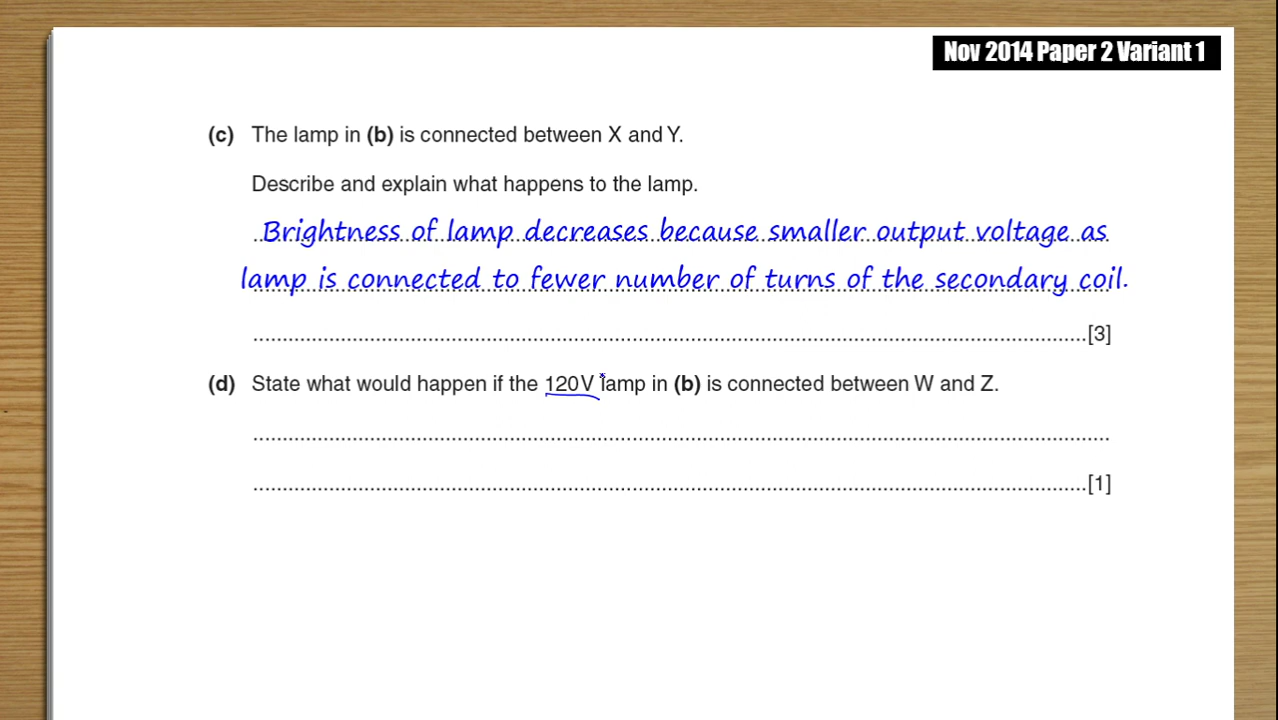 Nov 2014 Paper 2 Variant 1
(c) The lamp in (b) is connected between X and Y.
Describe and explain what happens to the lamp.
Brightness of lamp decreases because smaller output voltage as
lamp is connected to fewer number of turns of the secondary coil.
[3]
(d) State what would happen if the 120V lamp in (b) is connected between W and Z.
[1]